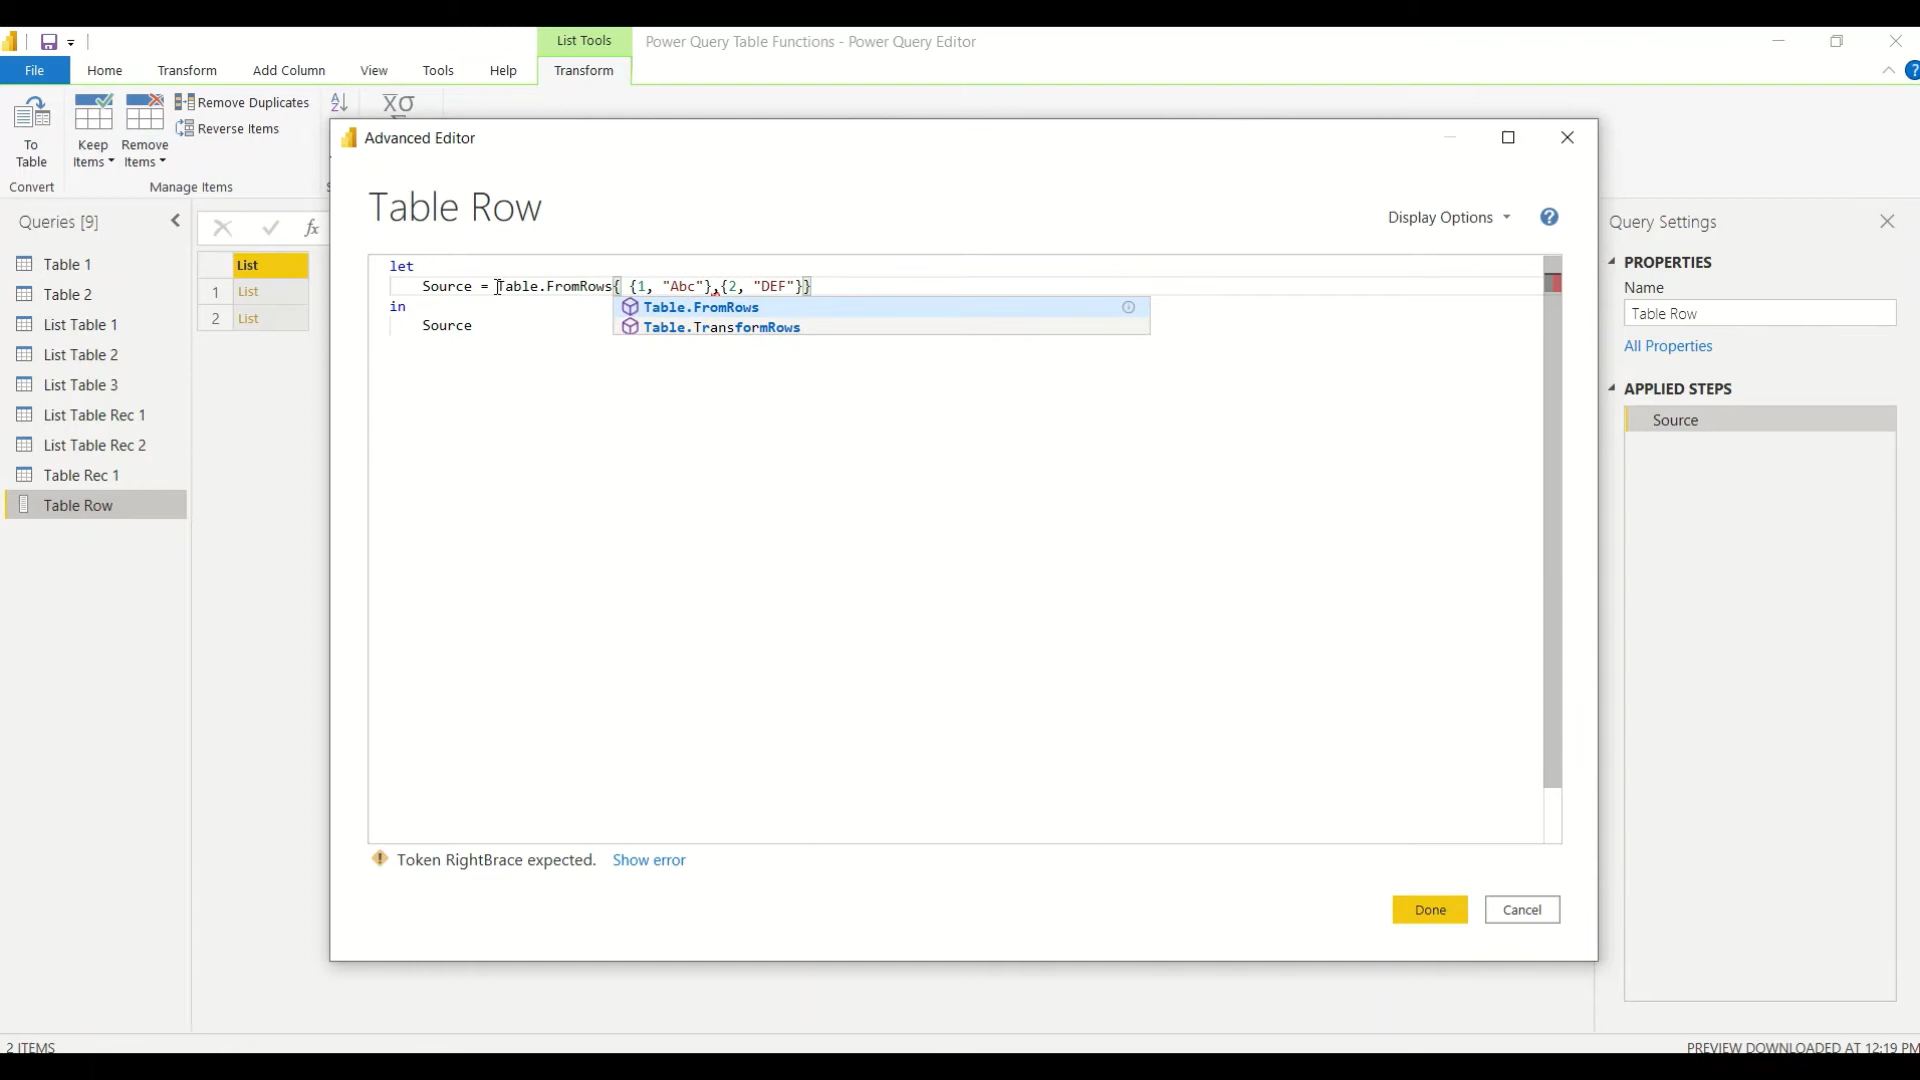 List Tools
Power Query Table Functions - Power Query Editor
File
Home
Transform
Add Column
View
Tools
Help
Transform
To Table
Keep Items
Remove Items
Remove Duplicates
Reverse Items
Convert
Manage Items
Queries [9]
Table 1
Table 2
List Table 1
List Table 2
List Table 3
List Table Rec 1
List Table Rec 2
Table Rec 1
Table Row
fx
List
1 List
2 List
Advanced Editor
Table Row
Display Options
let
Source = Table.FromRows{ {1, "Abc"},{2, "DEF"}}
in
Source
Table.FromRows
Table.TransformRows
Token RightBrace expected. Show error
Done
Cancel
Query Settings
PROPERTIES
Name
Table Row
All Properties
APPLIED STEPS
Source
2 ITEMS
PREVIEW DOWNLOADED AT 12:19 PM